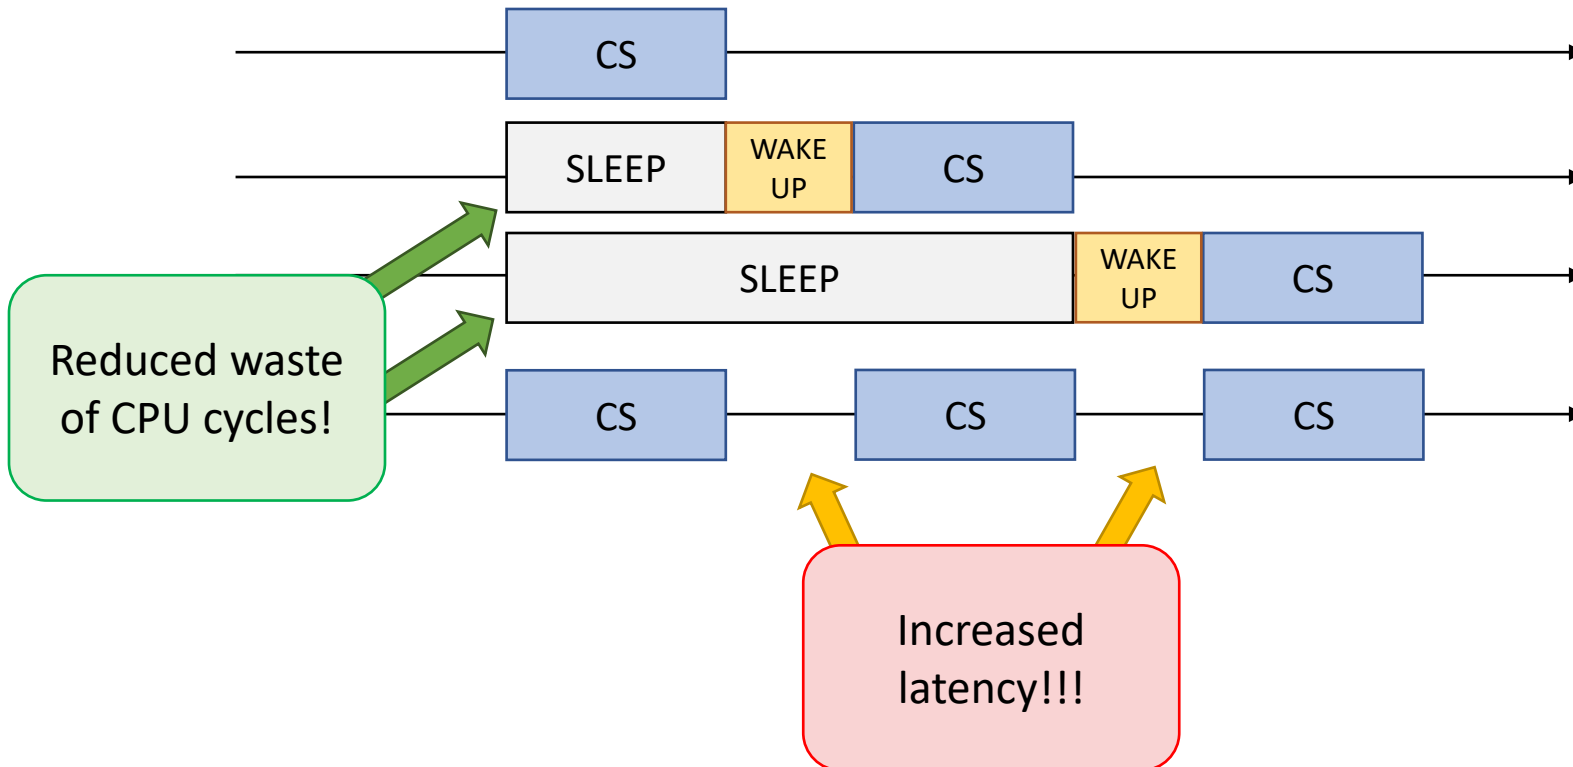 CS
SLEEP
WAKE
UP
CS
SLEEP
WAKE
UP
CS
Reduced waste
of CPU cycles!
CS
CS
CS
Increased
latency!!!